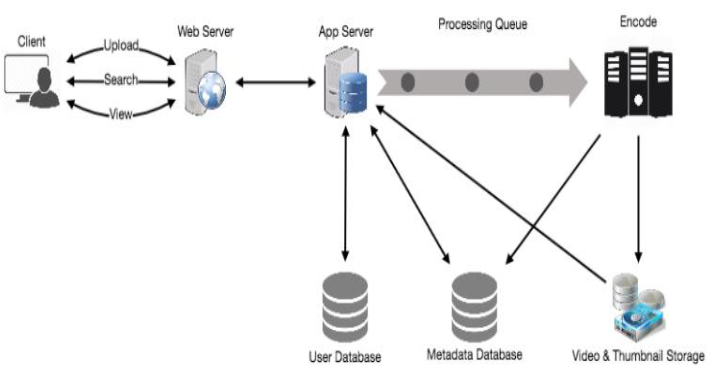 Client
Upload
Search
View
Web Server
App Server
Processing Queue
Encode
User Database
Metadata Database
Video & Thumbnail Storage